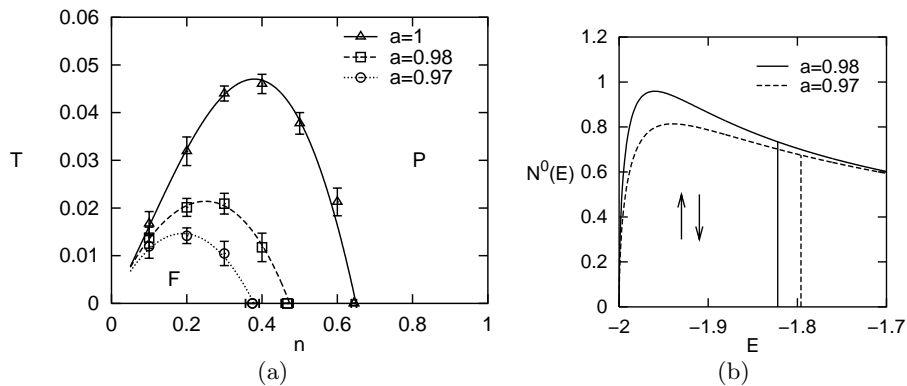 0.06
0.05
0.04
0.03
0.02
0.01
0
T
a=1
a=0.98
a=0.97
P
F
0 0.2 0.4 0.6 0.8 1
n
(a)
1.2
1
0.8
0.6
0.4
0.2
0
N⁰(E)
a=0.98
a=0.97
-2 -1.9 -1.8 -1.7
E
(b)